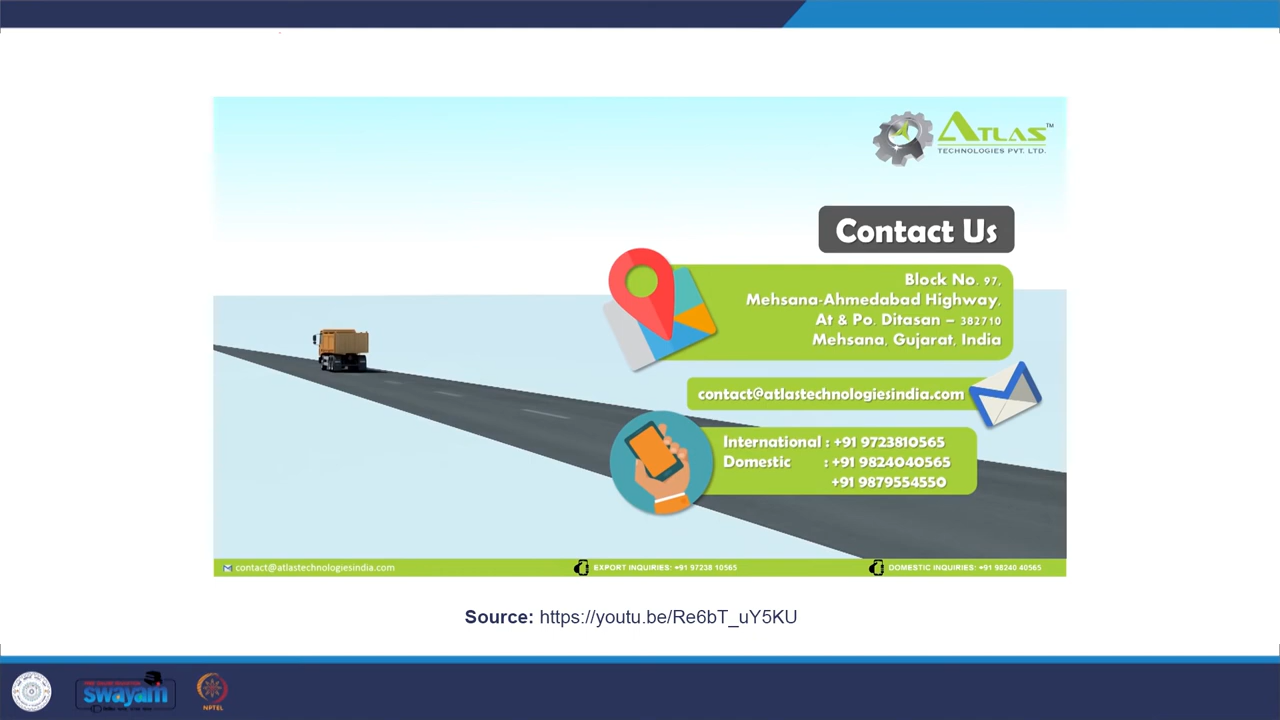 ATLAS TM
TECHNOLOGIES PVT. LTD.
Contact Us
Block No. 97,
Mehsana-Ahmedabad Highway,
At & Po. Ditasan – 382710
Mehsana, Gujarat, India
contact@atlastechnologiesindia.com
International : +91 9723810565
Domestic : +91 9824040565
+91 9879554550
contact@atlastechnologiesindia.com
EXPORT INQUIRIES: +91 97238 10565
DOMESTIC INQUIRIES: +91 98240 40565
Source: https://youtu.be/Re6bT_uY5KU
swayam
NPTEL